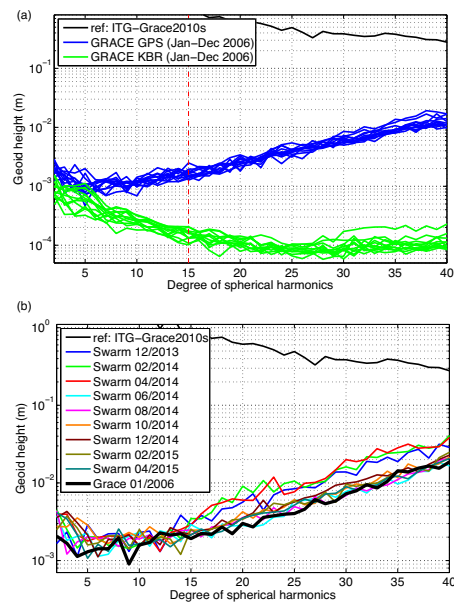 (a)
ref: ITG-Grace2010s
GRACE GPS (Jan-Dec 2006)
GRACE KBR (Jan-Dec 2006)
Geoid height (m)
10^-1
10^-2
10^-3
10^-4
5 10 15 20 25 30 35 40
Degree of spherical harmonics
(b)
10^0
ref: ITG-Grace2010s
Swarm 12/2013
Swarm 02/2014
Swarm 04/2014
Swarm 06/2014
Swarm 08/2014
Swarm 10/2014
Swarm 12/2014
Swarm 02/2015
Swarm 04/2015
Grace 01/2006
Geoid height (m)
10^-1
10^-2
10^-3
5 10 15 20 25 30 35 40
Degree of spherical harmonics